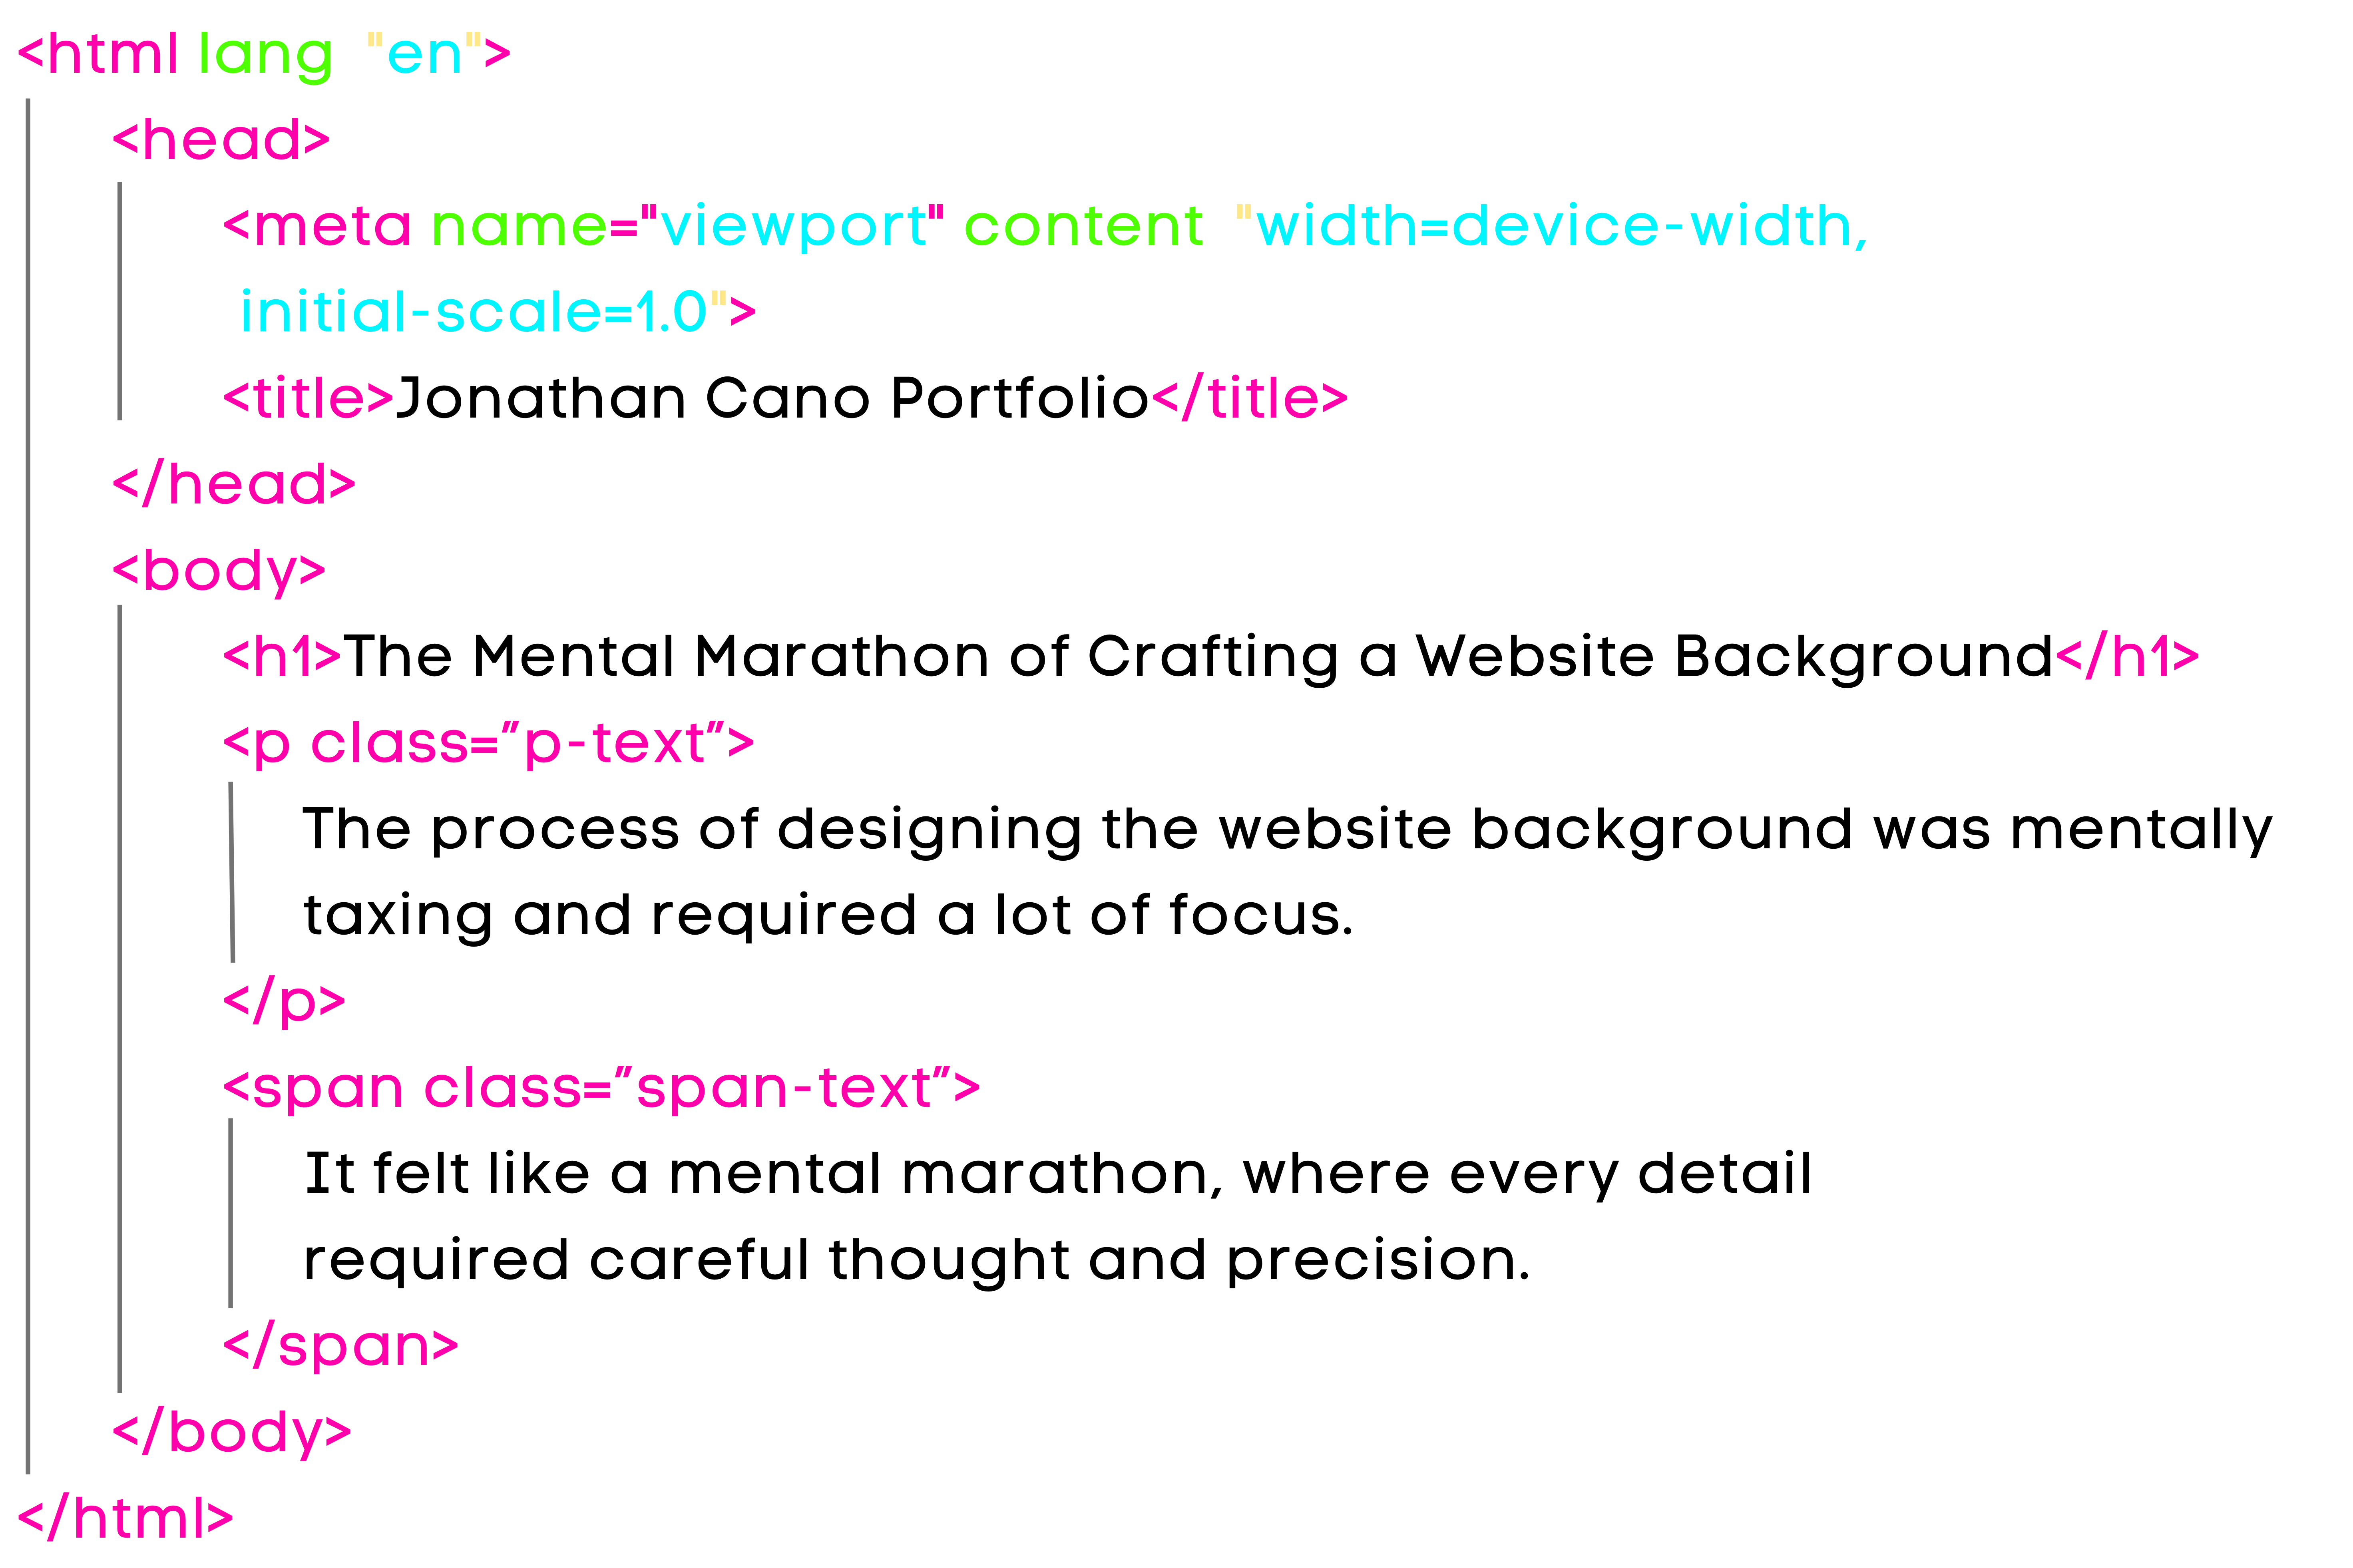 <html lang  "en">
<head>
<meta name="viewport" content  "width=device-width,
initial-scale=1.0">
<title>Jonathan Cano Portfolio</title>
</head>
<body>
<h1>The Mental Marathon of Crafting a Website Background</h1>
<p class=”p-text”>
The process of designing the website background was mentally
taxing and required a lot of focus.
</p>
<span class=”span-text”>
It felt like a mental marathon, where every detail
required careful thought and precision.
</span>
</body>
</html>